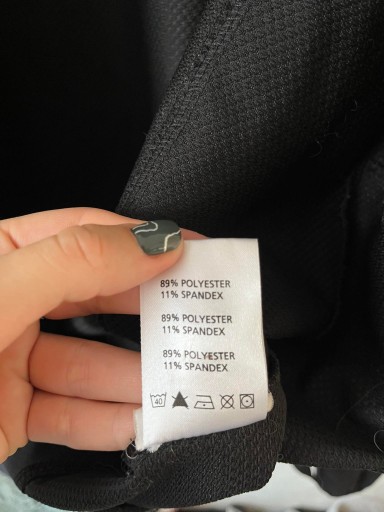 89% POLYESTER
11% SPANDEX
89% POLYESTER
11% SPANDEX
89% POLYESTER
11% SPANDEX
40